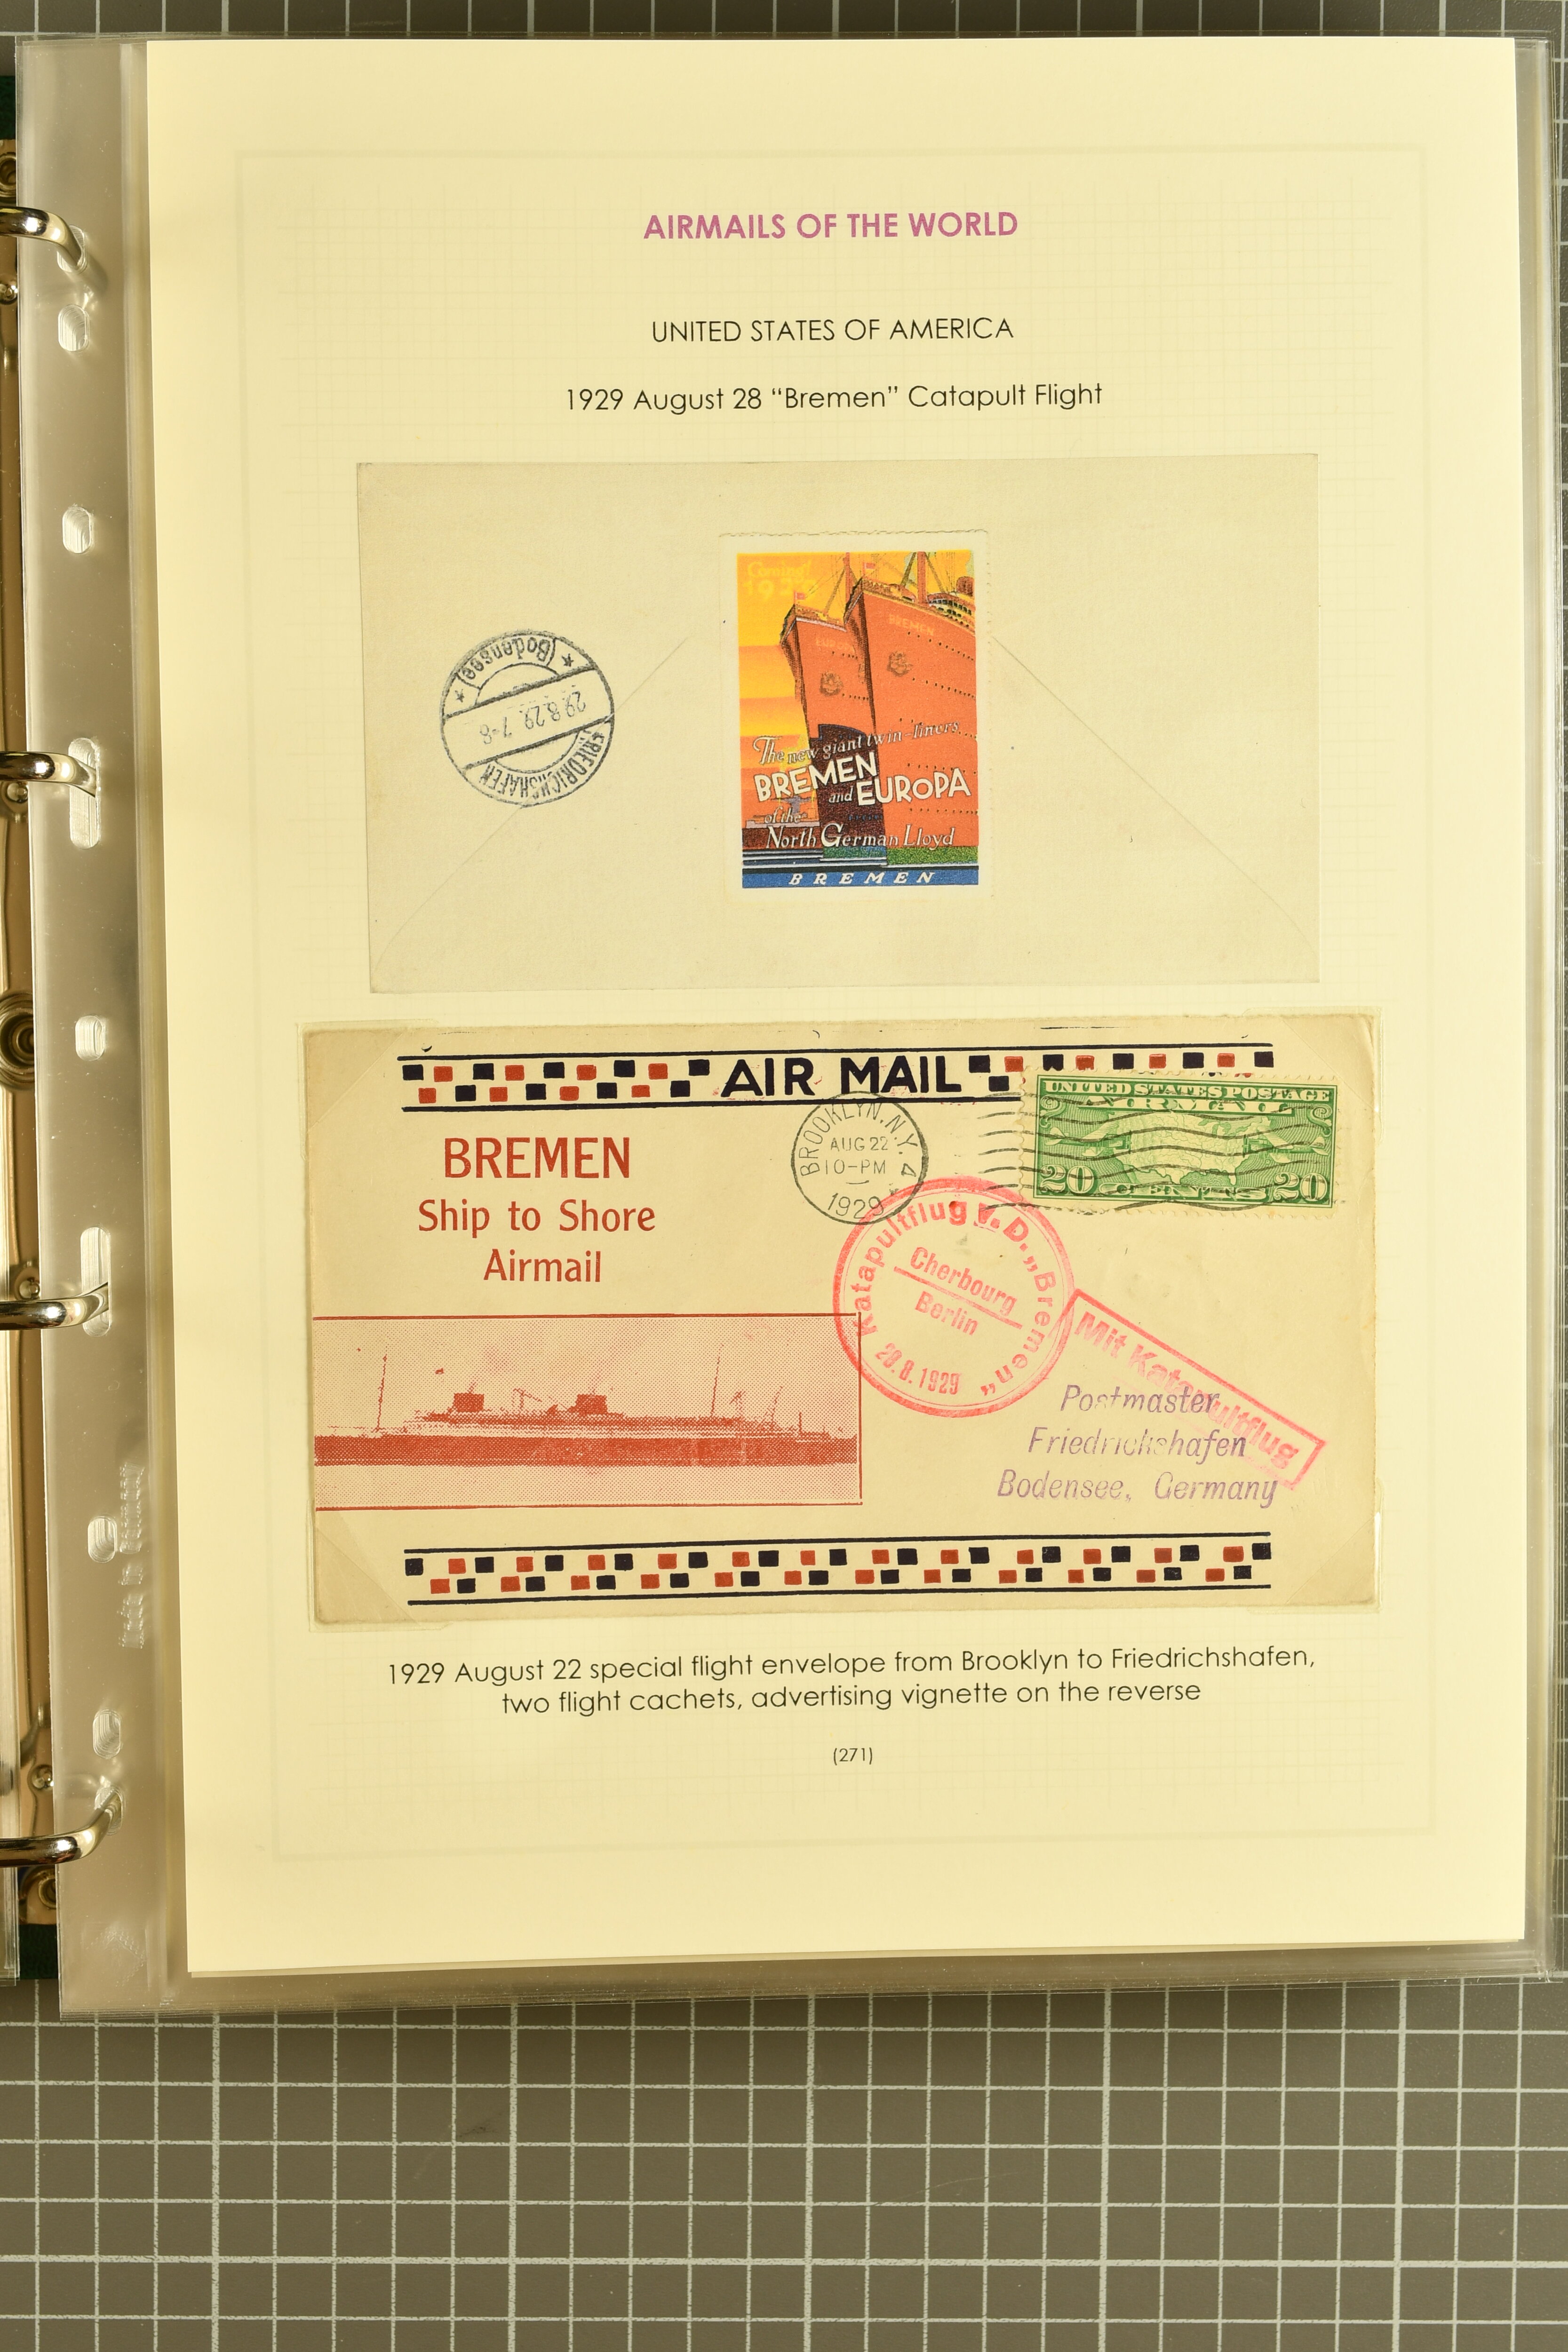 AIRMAILS OF THE WORLD
UNITED STATES OF AMERICA
1929 August 28 “Bremen” Catapult Flight
(Bodensee)
29.8.29. 7-8
FRIEDRICHSHAFEN
Coming!
EUROPA
BREMEN
The new giant twin-liners
BREMEN
and EUROPA
of the
North German Lloyd
BREMEN
AIR MAIL
UNITED STATES POSTAGE
20 20
BROOKLYN, N.Y. 4
AUG 22
10-PM
1929
BREMEN
Ship to Shore
Airmail
Katapultflug v. D. „Bremen“
Cherbourg
Berlin
28.8.1929
Mit Katapultflug
Postmaster
Friedrichshafen
Bodensee, Germany
1929 August 22 special flight envelope from Brooklyn to Friedrichshafen,
two flight cachets, advertising vignette on the reverse
(271)